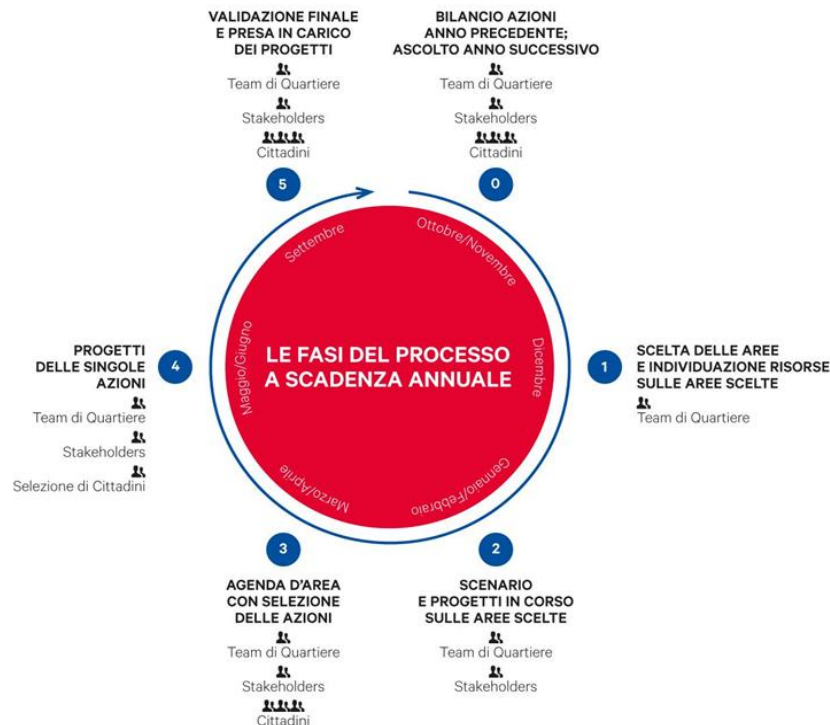 VALIDAZIONE FINALE
E PRESA IN CARICO
DEI PROGETTI
Team di Quartiere
Stakeholders
Cittadini
5
BILANCIO AZIONI
ANNO PRECEDENTE;
ASCOLTO ANNO SUCCESSIVO
Team di Quartiere
Stakeholders
Cittadini
0
Settembre
Ottobre/Novembre
PROGETTI
DELLE SINGOLE
AZIONI
Team di Quartiere
Stakeholders
Selezione di Cittadini
4
Maggio/Giugno
LE FASI DEL PROCESSO
A SCADENZA ANNUALE
Dicembre
1
SCELTA DELLE AREE
E INDIVIDUAZIONE RISORSE
SULLE AREE SCELTE
Team di Quartiere
Marzo/Aprile
Gennaio/Febbraio
3
AGENDA D’AREA
CON SELEZIONE
DELLE AZIONI
Team di Quartiere
Stakeholders
Cittadini
2
SCENARIO
E PROGETTI IN CORSO
SULLE AREE SCELTE
Team di Quartiere
Stakeholders